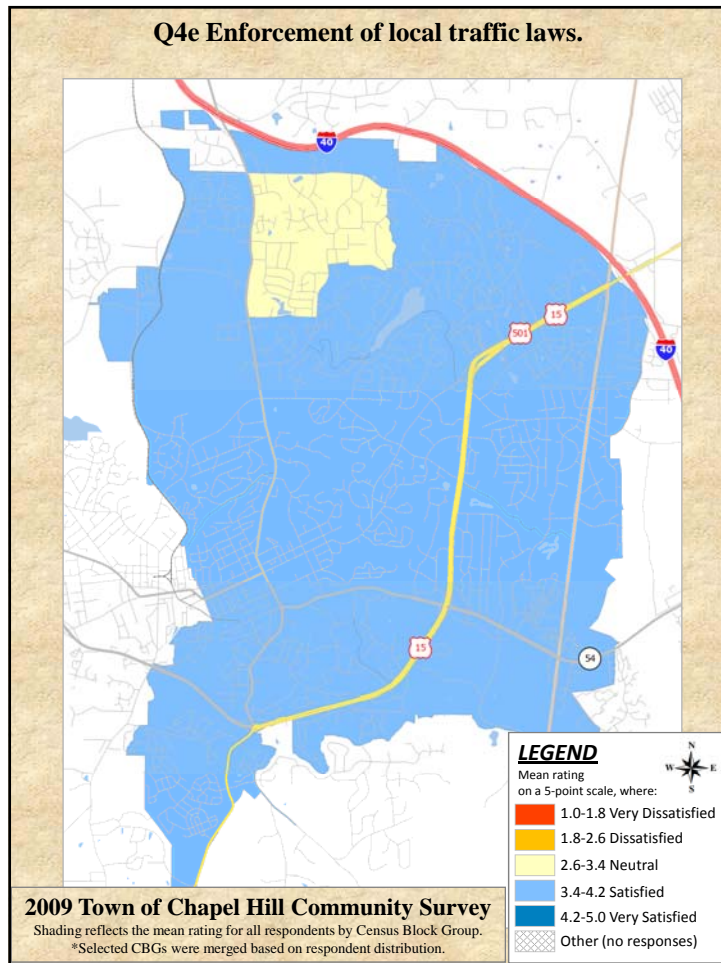 Q4e Enforcement of local traffic laws.
40
15
501
40
15
54
LEGEND
N
W E
S
Mean rating
on a 5-point scale, where:
1.0-1.8 Very Dissatisfied
1.8-2.6 Dissatisfied
2.6-3.4 Neutral
3.4-4.2 Satisfied
4.2-5.0 Very Satisfied
Other (no responses)
2009 Town of Chapel Hill Community Survey
Shading reflects the mean rating for all respondents by Census Block Group.
*Selected CBGs were merged based on respondent distribution.